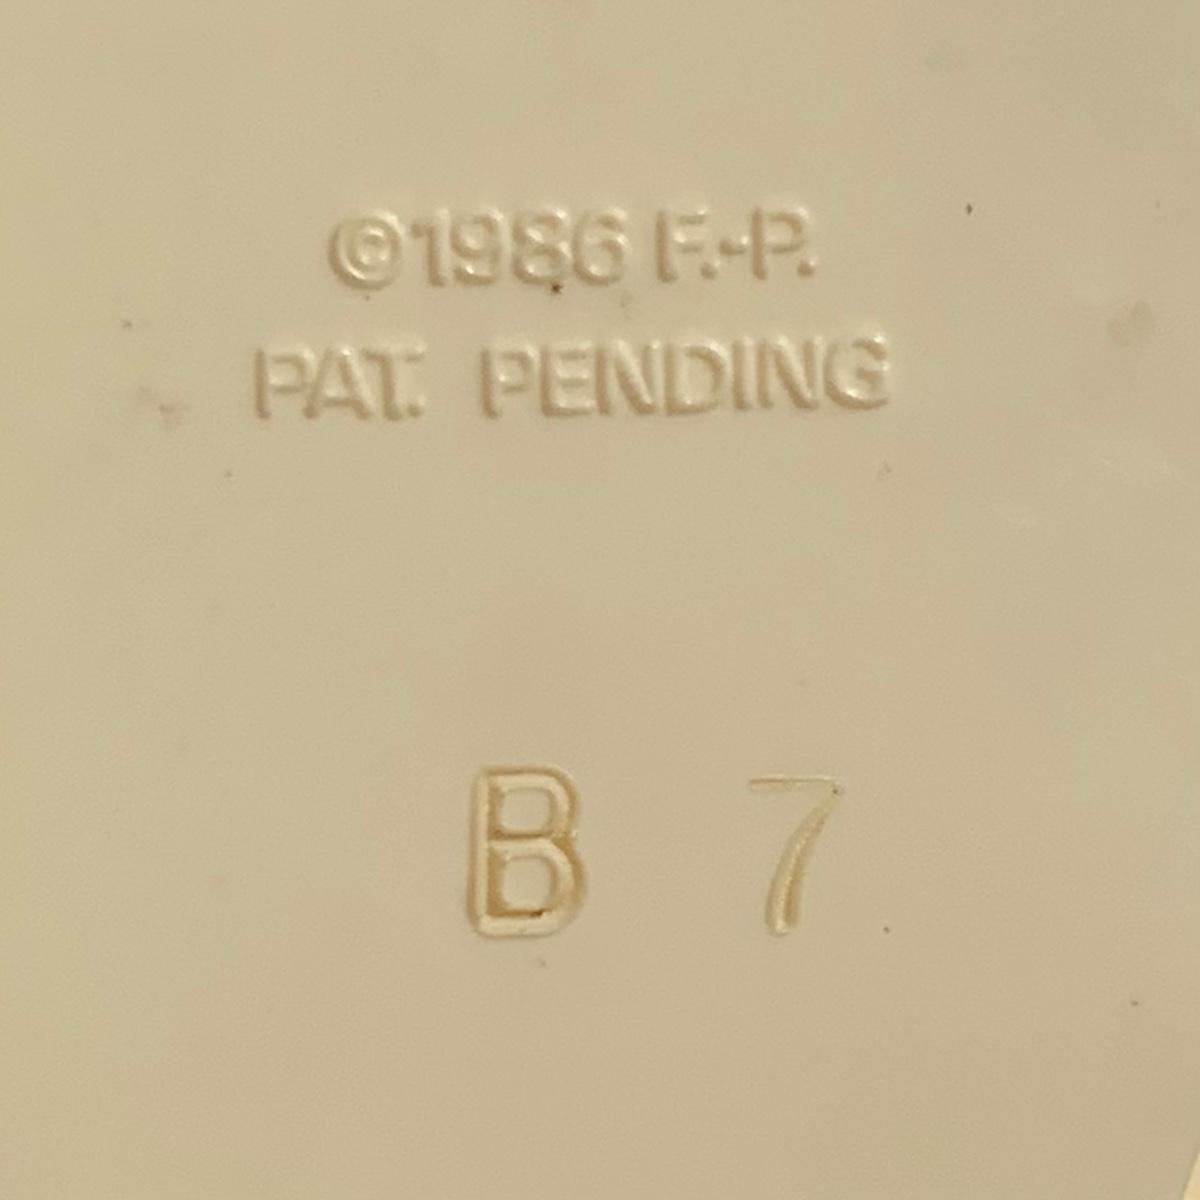 ©1986 F.-P.
PAT. PENDING
B 7